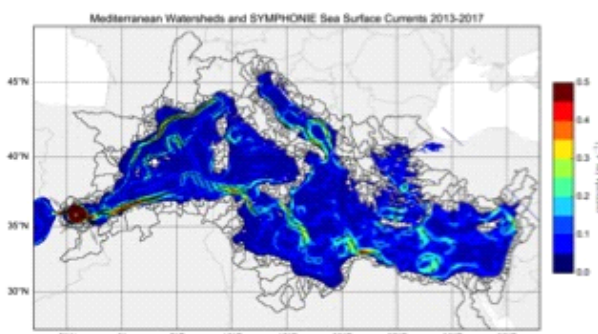 Mediterranean Watersheds and SYMPHONIE Sea Surface Currents 2013-2017
45°N
40°N
35°N
30°N
0.5
0.4
0.3
0.2
0.1
0.0